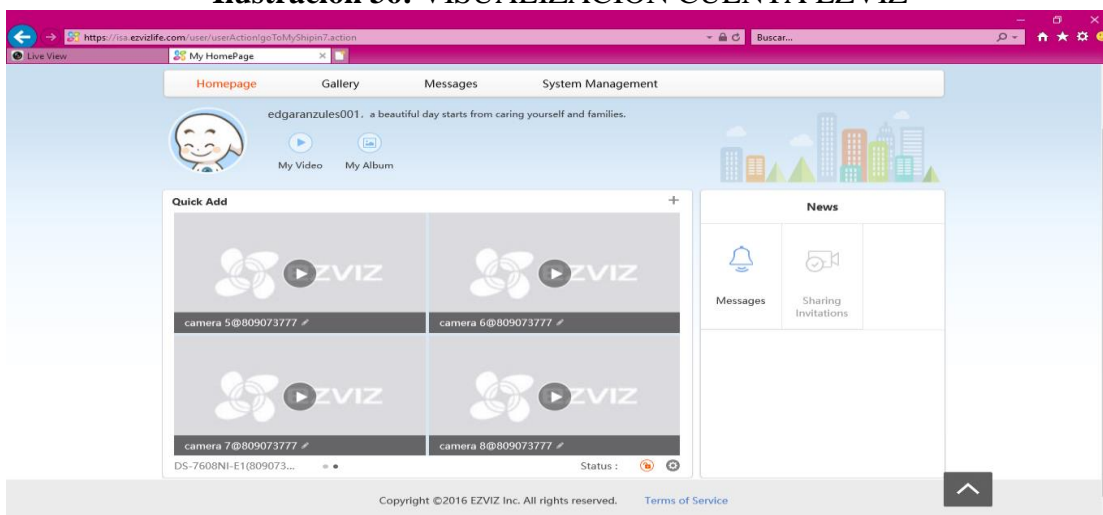 Ilustración 50. VISUALIZACIÓN CUENTA EZVIZ
https://isa.ezvizlife.com/user/userAction!goToMyShipin7.action
Buscar...
Live View
My HomePage
Homepage Gallery Messages System Management
edgaranzules001, a beautiful day starts from caring yourself and families.
My Video My Album
Quick Add
News
EZVIZ
EZVIZ
Messages
Sharing
Invitations
camera 5@809073777
camera 6@809073777
EZVIZ
EZVIZ
camera 7@809073777
camera 8@809073777
DS-7608NI-E1(809073...
Status :
Copyright ©2016 EZVIZ Inc. All rights reserved. Terms of Service